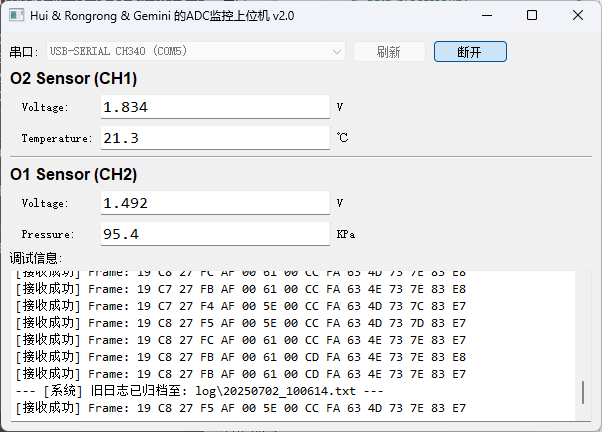 Hui & Rongrong & Gemini 的ADC监控上位机 v2.0
串口: USB-SERIAL CH340 (COM5) 刷新 断开
O2 Sensor (CH1)
Voltage: 1.834 V
Temperature: 21.3 ℃
O1 Sensor (CH2)
Voltage: 1.492 V
Pressure: 95.4 KPa
调试信息:
[接收成功] Frame: 19 C8 27 FC AF 00 61 00 CC FA 63 4D 73 7E 83 E8
[接收成功] Frame: 19 C7 27 FB AF 00 61 00 CC FA 63 4E 73 7E 83 E8
[接收成功] Frame: 19 C7 27 F4 AF 00 5E 00 CC FA 63 4D 73 7C 83 E7
[接收成功] Frame: 19 C8 27 F5 AF 00 5E 00 CC FA 63 4D 73 7D 83 E7
[接收成功] Frame: 19 C8 27 FC AF 00 61 00 CC FA 63 4E 73 7E 83 E7
[接收成功] Frame: 19 C8 27 FB AF 00 61 00 CD FA 63 4E 73 7E 83 E8
[接收成功] Frame: 19 C8 27 FB AF 00 61 00 CD FA 63 4E 73 7E 83 E7
--- [系统] 旧日志已归档至: log\20250702_100614.txt ---
[接收成功] Frame: 19 C8 27 F5 AF 00 5E 00 CC FA 63 4D 73 7E 83 E7